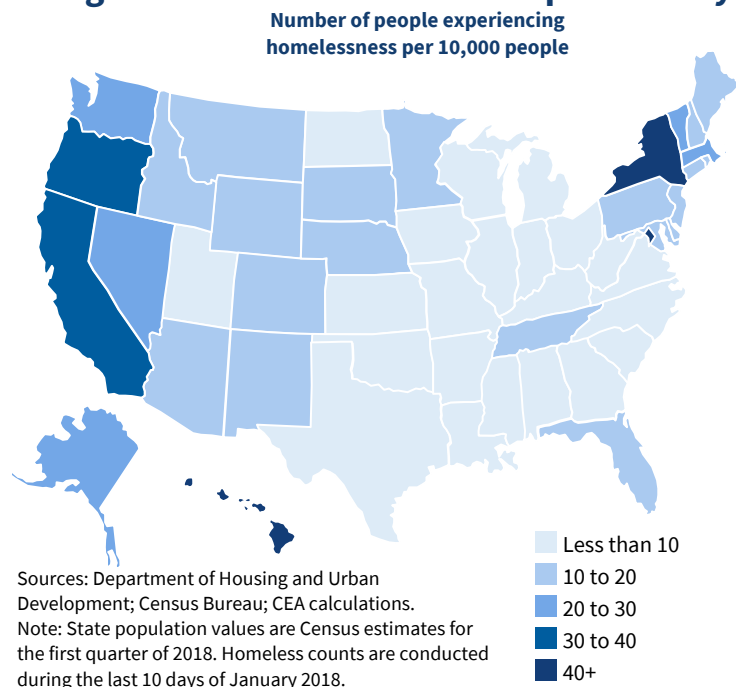 Number of people experiencing
homelessness per 10,000 people
Less than 10
10 to 20
20 to 30
30 to 40
40+
Sources: Department of Housing and Urban
Development; Census Bureau; CEA calculations.
Note: State population values are Census estimates for
the first quarter of 2018. Homeless counts are conducted
during the last 10 days of January 2018.